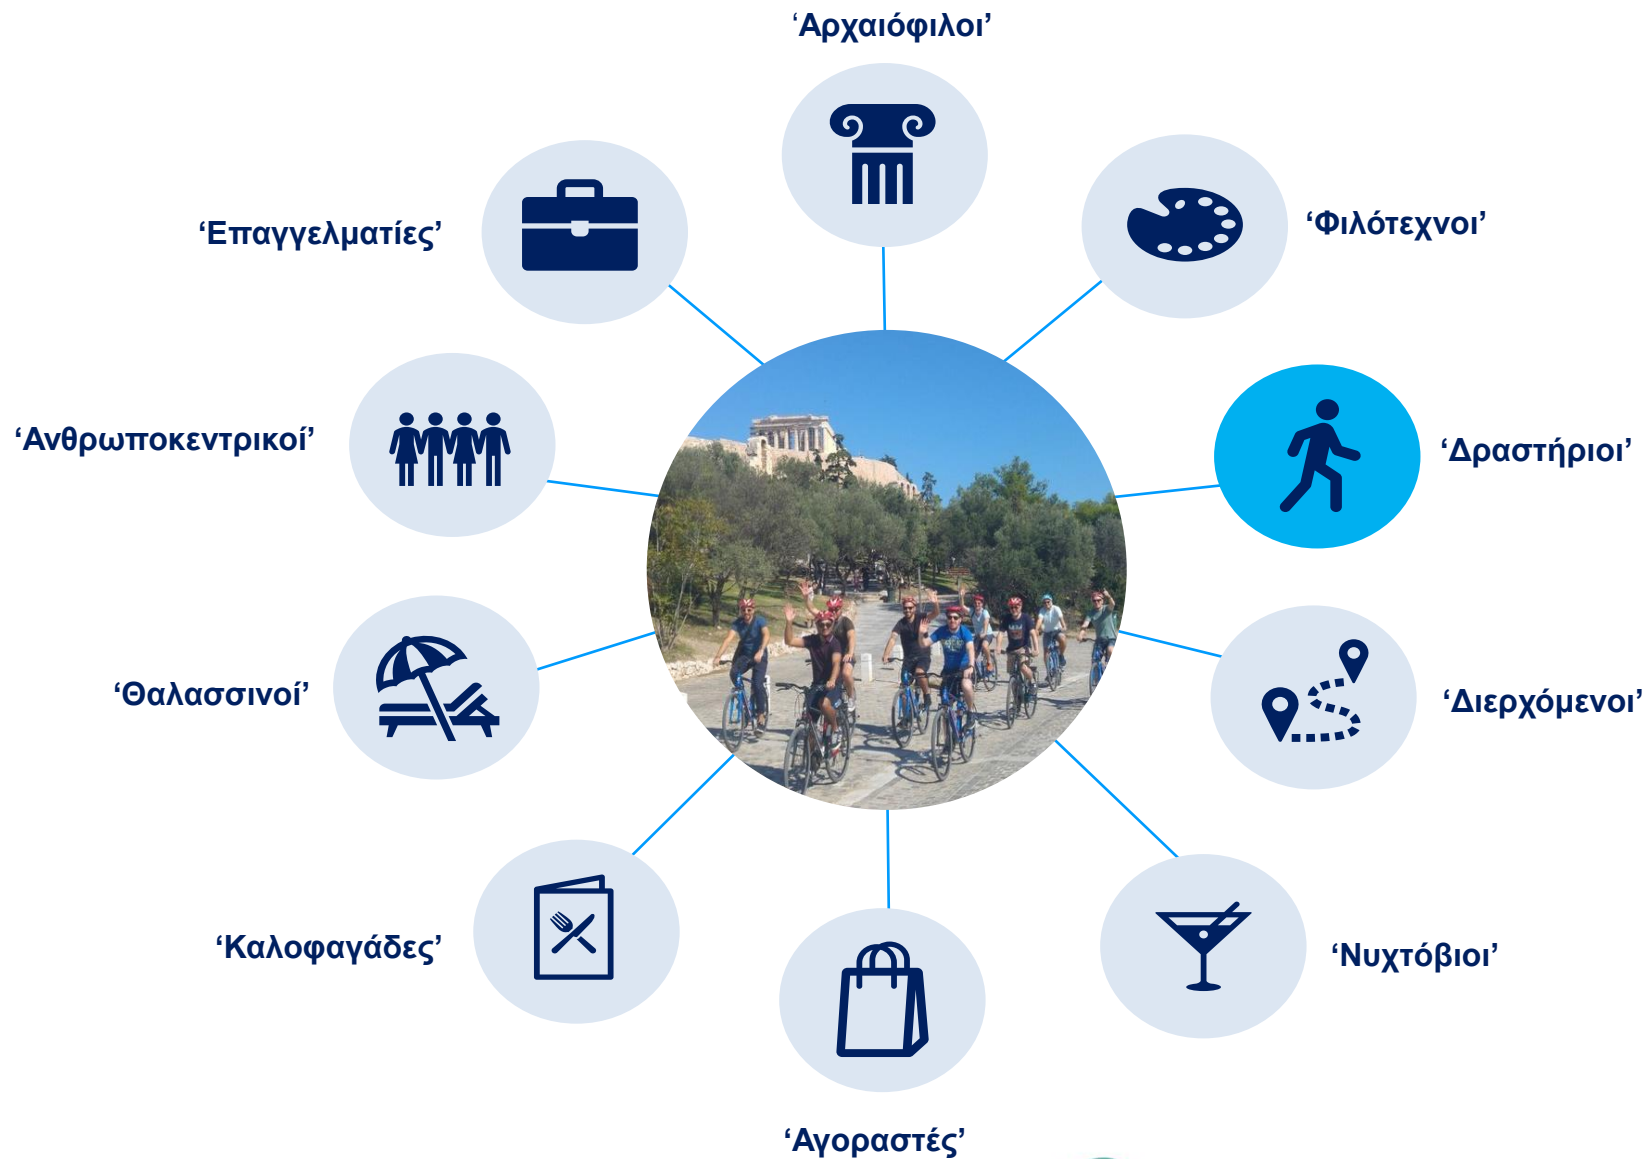 ‘Αρχαιόφιλοι’
‘Επαγγελματίες’
‘Φιλότεχνοι’
‘Ανθρωποκεντρικοί’
‘Δραστήριοι’
‘Θαλασσινοί’
‘Διερχόμενοι’
‘Καλοφαγάδες’
‘Νυχτόβιοι’
‘Αγοραστές’